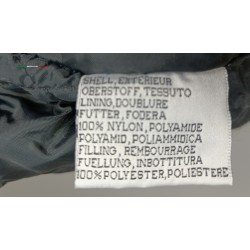 SHELL, EXTERIEUR
OBERSTOFF, TESSUTO
LINING, DOUBLURE
FUTTER, FODERA
100% NYLON, POLYAMIDE
POLYAMID, POLIAMMIDICA
FILLING, REMBOURRAGE
FUELLUNG, INBOTTITURA
100% POLYESTER, POLIESTERE